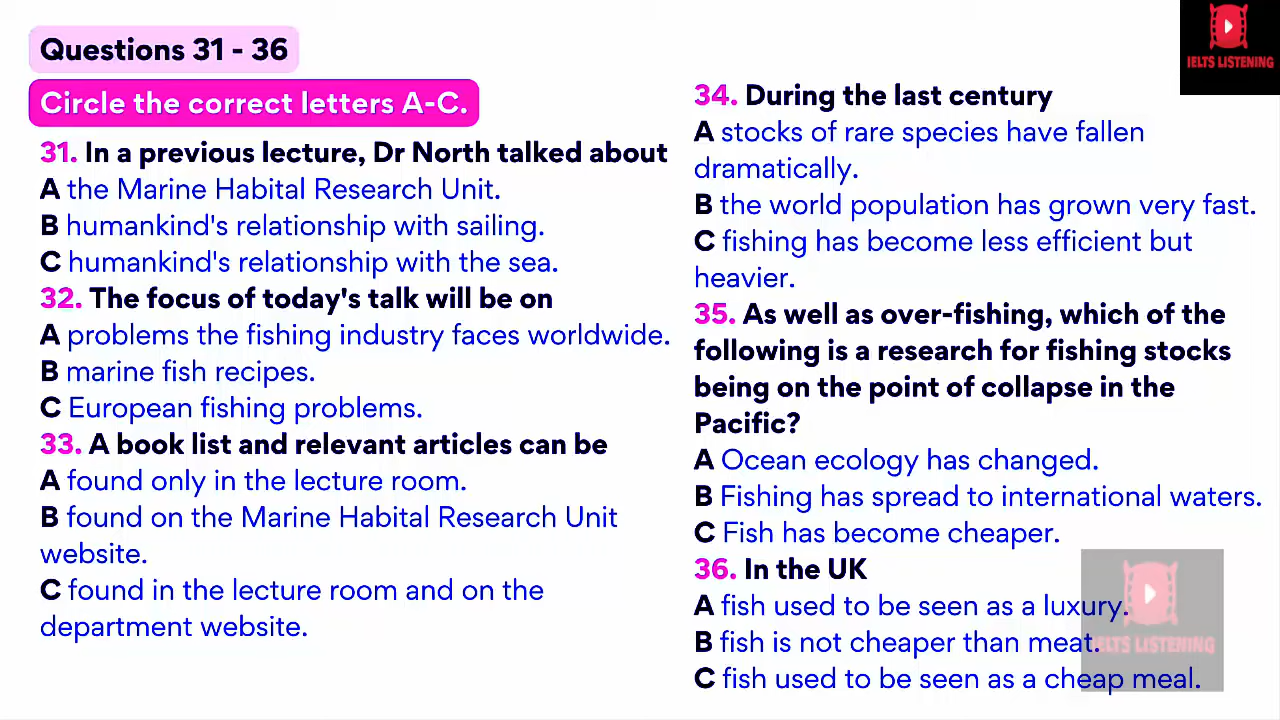 Questions 31 - 36
Circle the correct letters A-C.
31. In a previous lecture, Dr North talked about
A the Marine Habital Research Unit.
B humankind's relationship with sailing.
C humankind's relationship with the sea.
32. The focus of today's talk will be on
A problems the fishing industry faces worldwide.
B marine fish recipes.
C European fishing problems.
33. A book list and relevant articles can be
A found only in the lecture room.
B found on the Marine Habital Research Unit
website.
C found in the lecture room and on the
department website.
IELTS LISTENING
34. During the last century
A stocks of rare species have fallen
dramatically.
B the world population has grown very fast.
C fishing has become less efficient but
heavier.
35. As well as over-fishing, which of the
following is a research for fishing stocks
being on the point of collapse in the
Pacific?
A Ocean ecology has changed.
B Fishing has spread to international waters.
C Fish has become cheaper.
36. In the UK
A fish used to be seen as a luxury.
B fish is not cheaper than meat.
C fish used to be seen as a cheap meal.
IELTS LISTENING